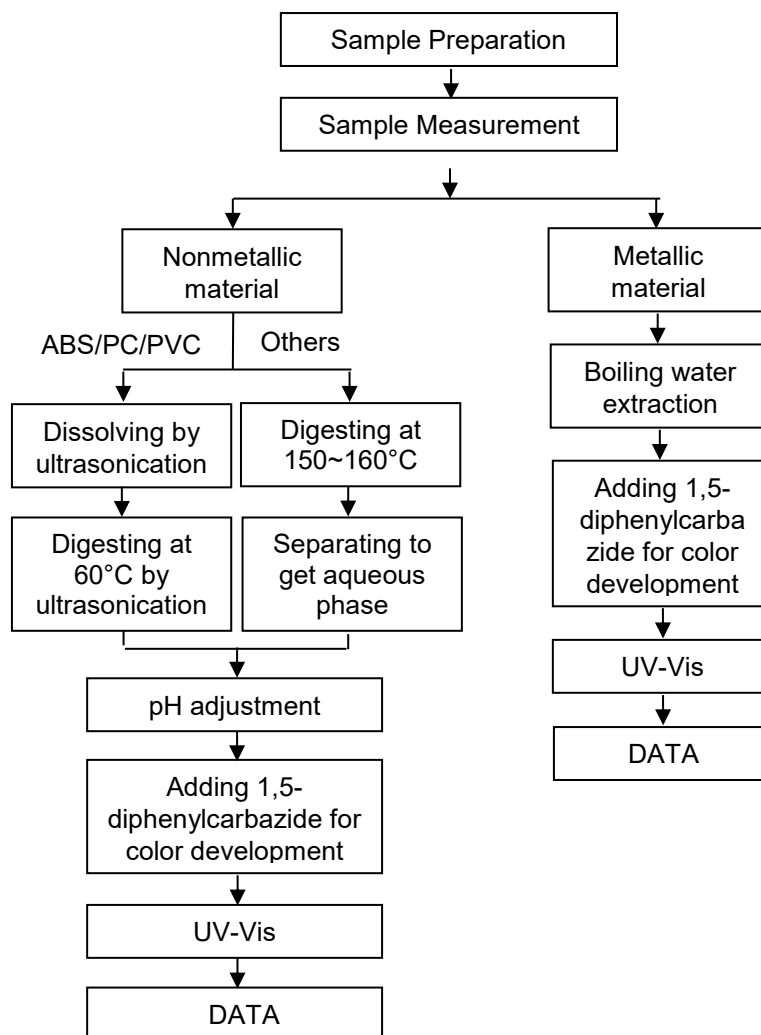 Sample Preparation
Sample Measurement
Nonmetallic
material
Metallic
material
ABS/PC/PVC
Others
Boiling water
extraction
Dissolving by
ultrasonication
Digesting at
150~160°C
Adding 1,5-
diphenylcarba
zide for color
development
Digesting at
60°C by
ultrasonication
Separating to
get aqueous
phase
UV-Vis
pH adjustment
DATA
Adding 1,5-
diphenylcarbazide for
color development
UV-Vis
DATA